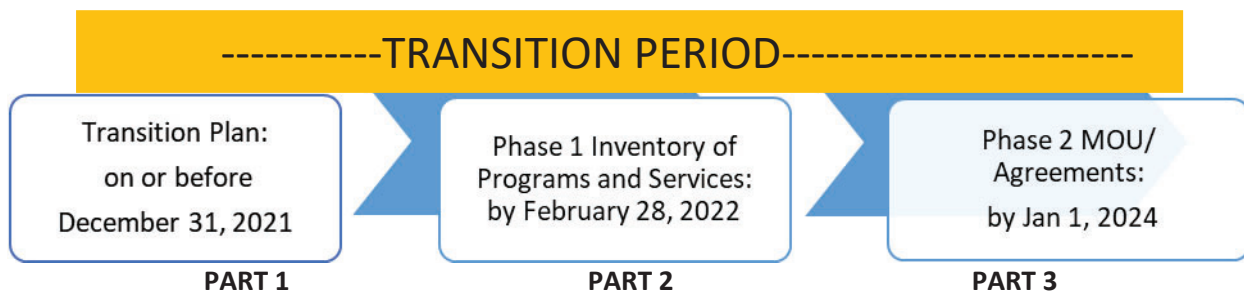 -----------TRANSITION PERIOD------------------------
Transition Plan:
on or before
December 31, 2021
Phase 1 Inventory of
Programs and Services:
by February 28, 2022
Phase 2 MOU/
Agreements:
by Jan 1, 2024
PART 1
PART 2
PART 3